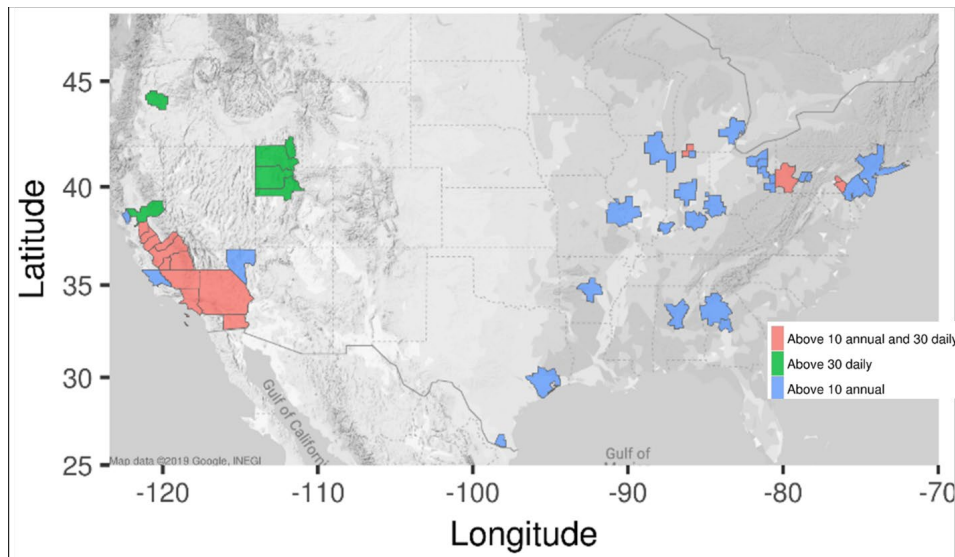 45
40
35
30
25
Latitude
Above 10 annual and 30 daily
Above 30 daily
Above 10 annual
Gulf of California
Gulf of
Map data ©2019 Google, INEGI
-120
-110
-100
-90
-80
-70
Longitude